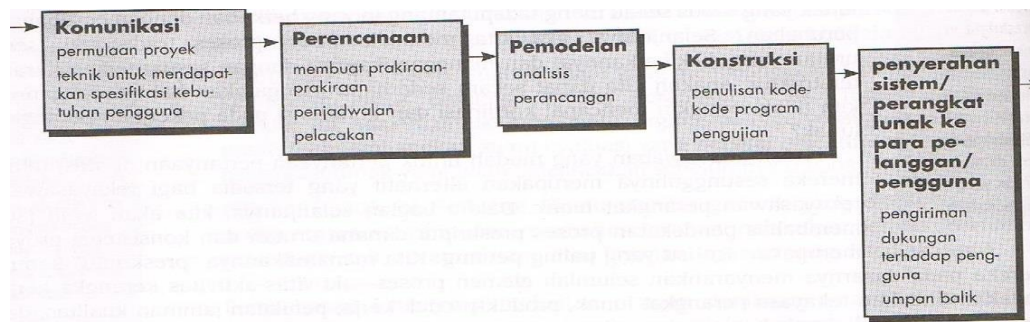 Komunikasi
permulaan proyek
teknik untuk mendapat-
kan spesifikasi kebu-
tuhan pengguna
Perencanaan
membuat prakiraan-
prakiraan
penjadwalan
pelacakan
Pemodelan
analisis
perancangan
Konstruksi
penulisan kode-
kode program
pengujian
penyerahan
sistem/
perangkat
lunak ke
para pe-
langgan/
pengguna
pengiriman
dukungan
terhadap peng-
guna
umpan balik